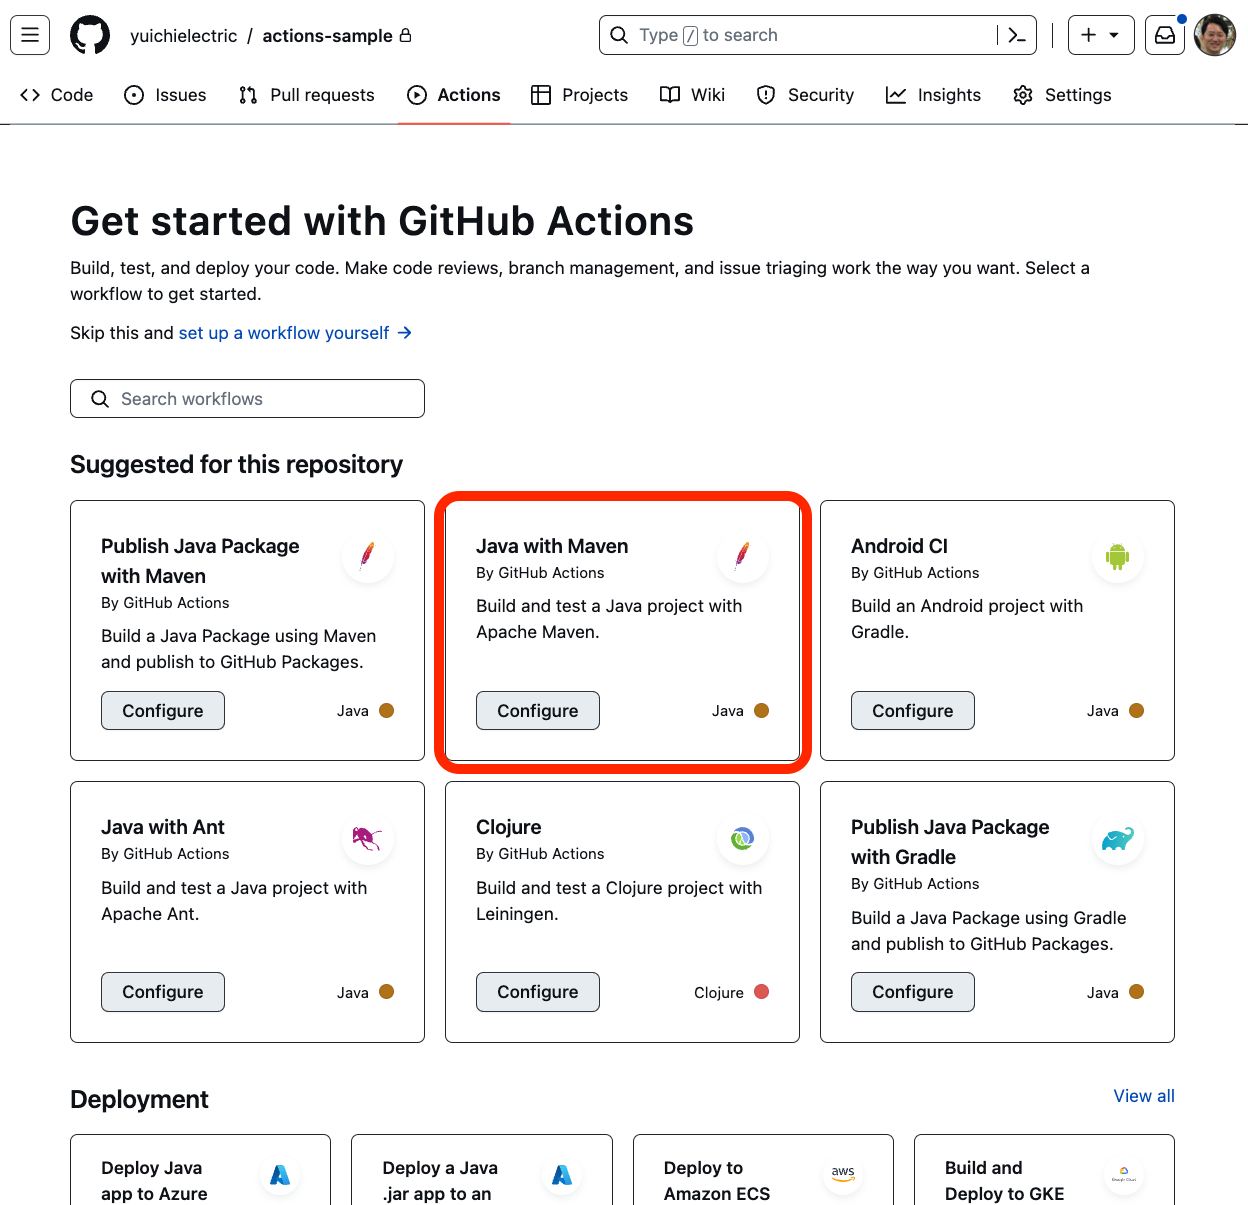 yuichielectric / actions-sample
Type / to search
Code
Issues
Pull requests
Actions
Projects
Wiki
Security
Insights
Settings
Get started with GitHub Actions
Build, test, and deploy your code. Make code reviews, branch management, and issue triaging work the way you want. Select a
workflow to get started.
Skip this and set up a workflow yourself →
Search workflows
Suggested for this repository
Publish Java Package
with Maven
By GitHub Actions
Build a Java Package using Maven
and publish to GitHub Packages.
Configure
Java
Java with Maven
By GitHub Actions
Build and test a Java project with
Apache Maven.
Configure
Java
Android CI
By GitHub Actions
Build an Android project with
Gradle.
Configure
Java
Java with Ant
By GitHub Actions
Build and test a Java project with
Apache Ant.
Configure
Java
Clojure
By GitHub Actions
Build and test a Clojure project with
Leiningen.
Configure
Clojure
Publish Java Package
with Gradle
By GitHub Actions
Build a Java Package using Gradle
and publish to GitHub Packages.
Configure
Java
Deployment
View all
Deploy Java
app to Azure
Deploy a Java
.jar app to an
Deploy to
Amazon ECS
aws
Build and
Deploy to GKE